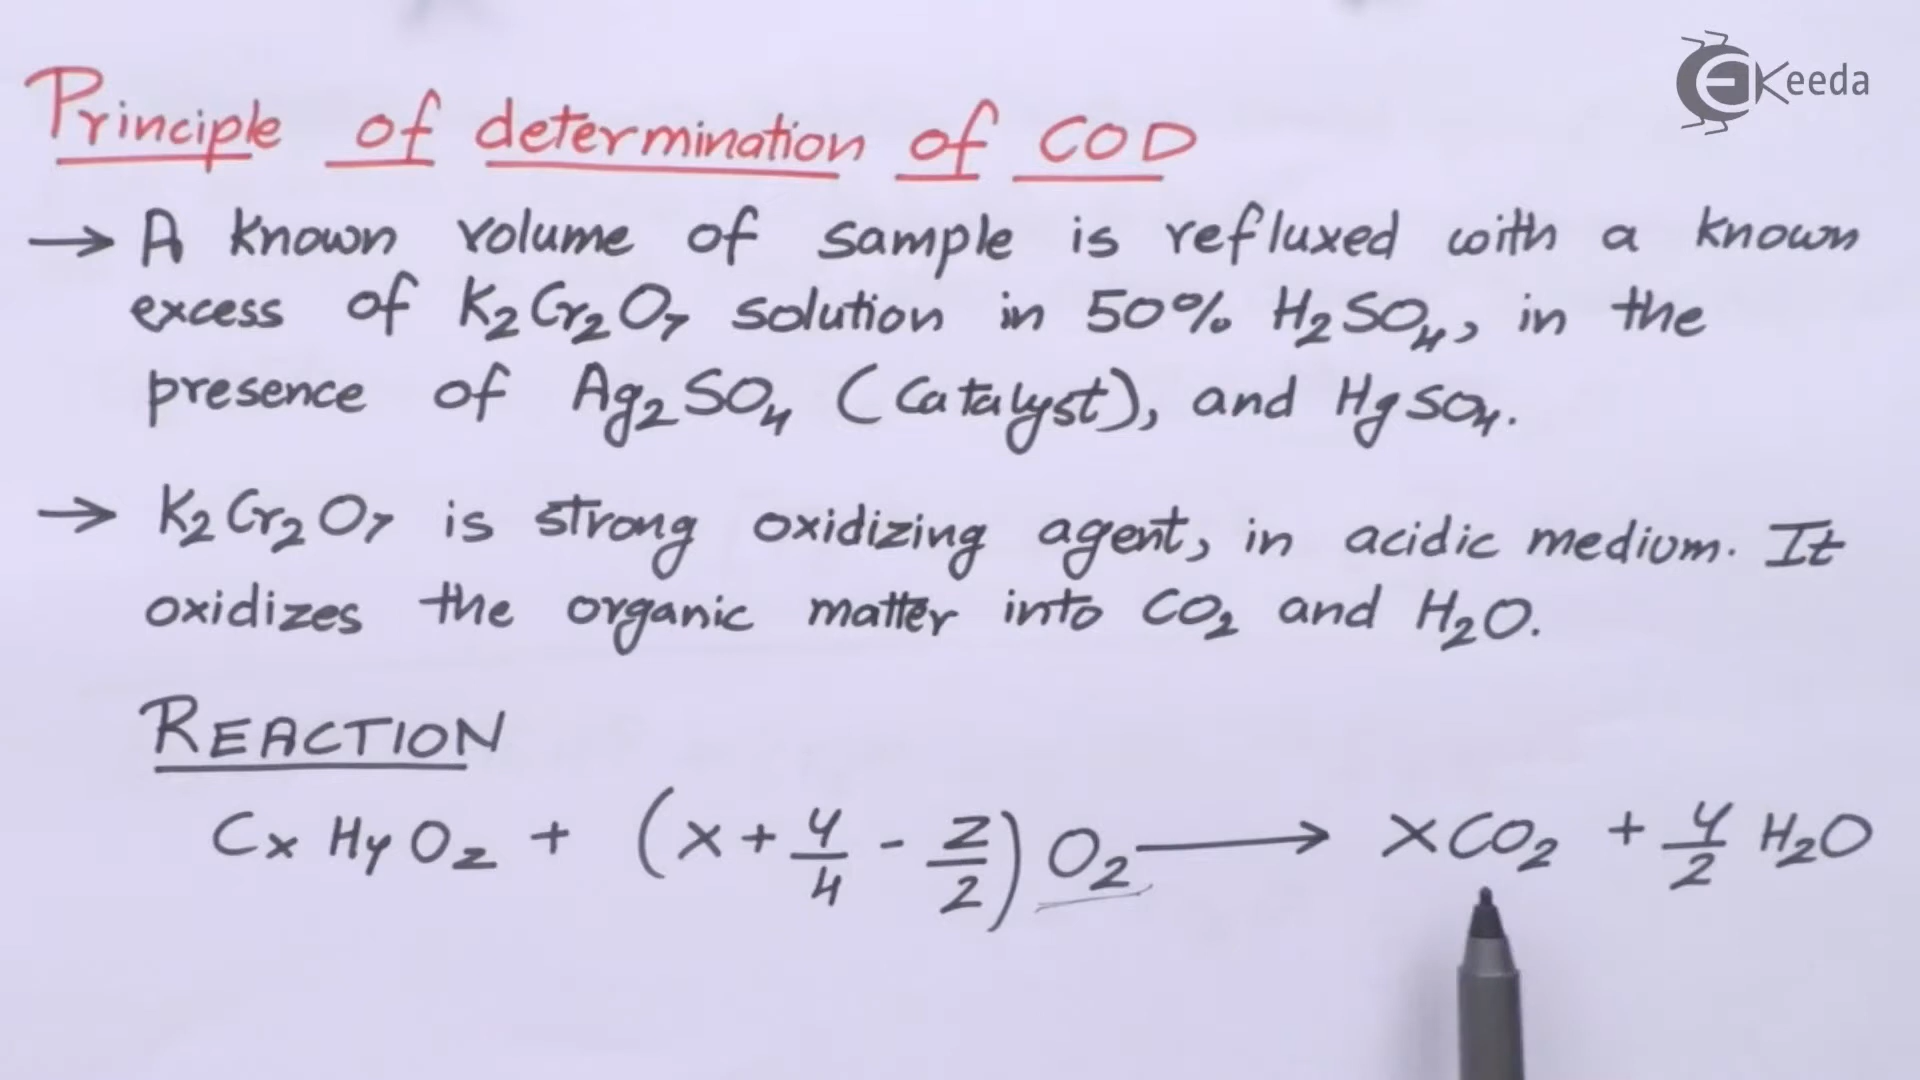 EKeeda
Principle of determination of COD
→ A known volume of sample is refluxed with a known
excess of K₂Cr₂O₇ solution in 50% H₂SO₄, in the
presence of Ag₂SO₄ (Catalyst), and HgSO₄.
→ K₂Cr₂O₇ is strong oxidizing agent, in acidic medium. It
oxidizes the organic matter into CO₂ and H₂O.
REACTION
CxHyOz + (x + y/4 - z/2) O₂ → xCO₂ + y/2 H₂O